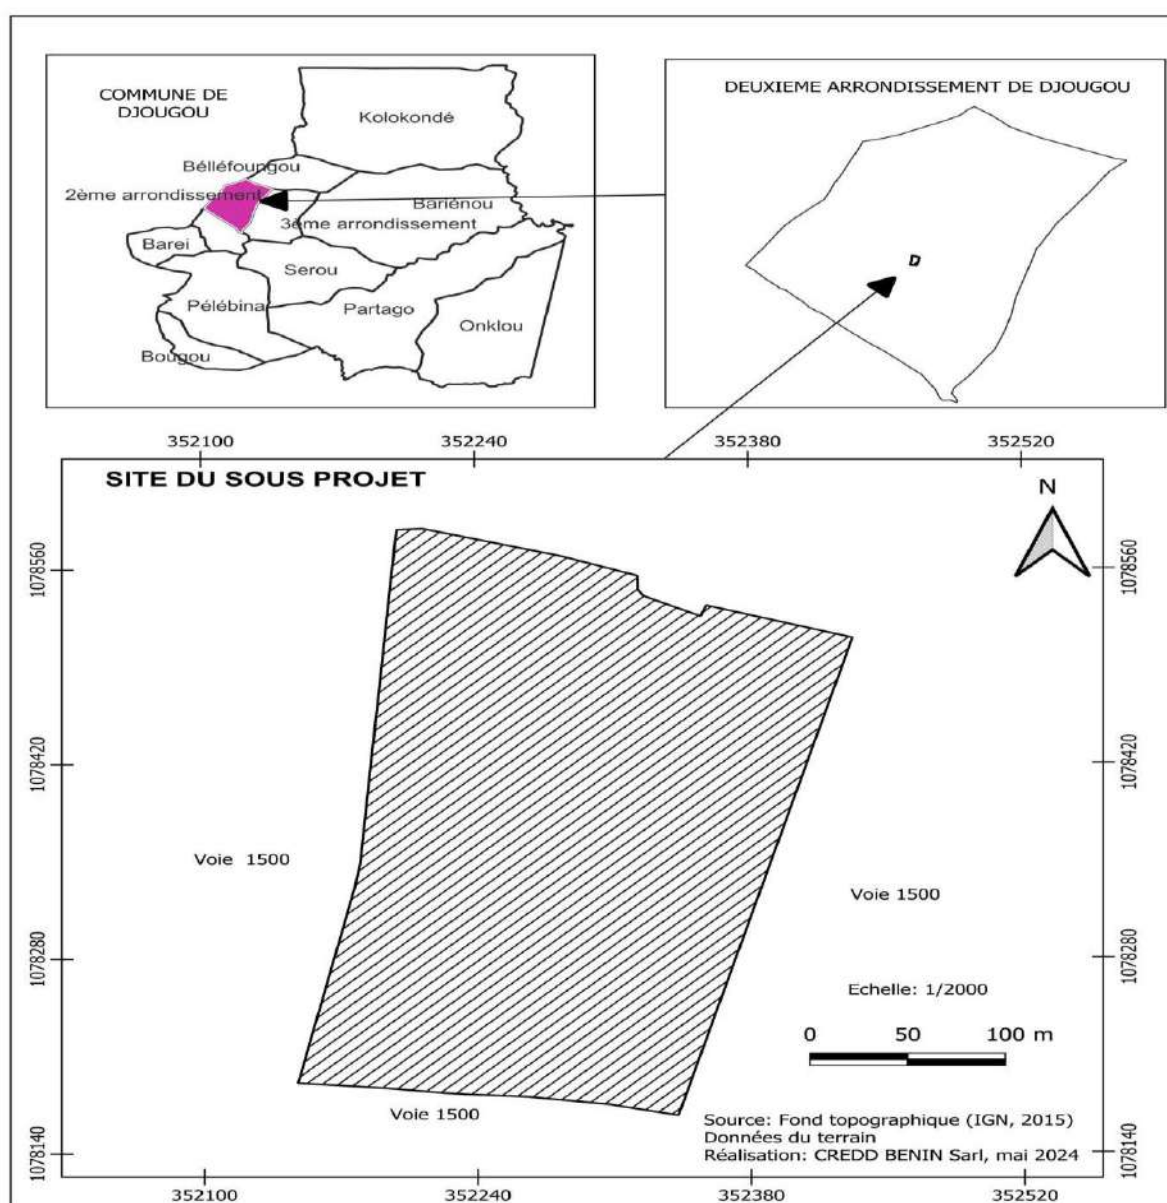 COMMUNE DE
DJOUGOU
Kolokondé
Bélléfoungou
2ème arrondissement
Bariénou
3ème arrondissement
Barei
Serou
Pélébina
Partago
Onklou
Bougou
DEUXIEME ARRONDISSEMENT DE DJOUGOU
352100 352240 352380 352520
SITE DU SOUS PROJET
N
1078560 1078560
1078420 1078420
Voie 1500
Voie 1500
1078280 1078280
Echelle: 1/2000
0 50 100 m
Voie 1500
Source: Fond topographique (IGN, 2015)
Données du terrain
Réalisation: CREDD BENIN Sarl, mai 2024
1078140 1078140
352100 352240 352380 352520